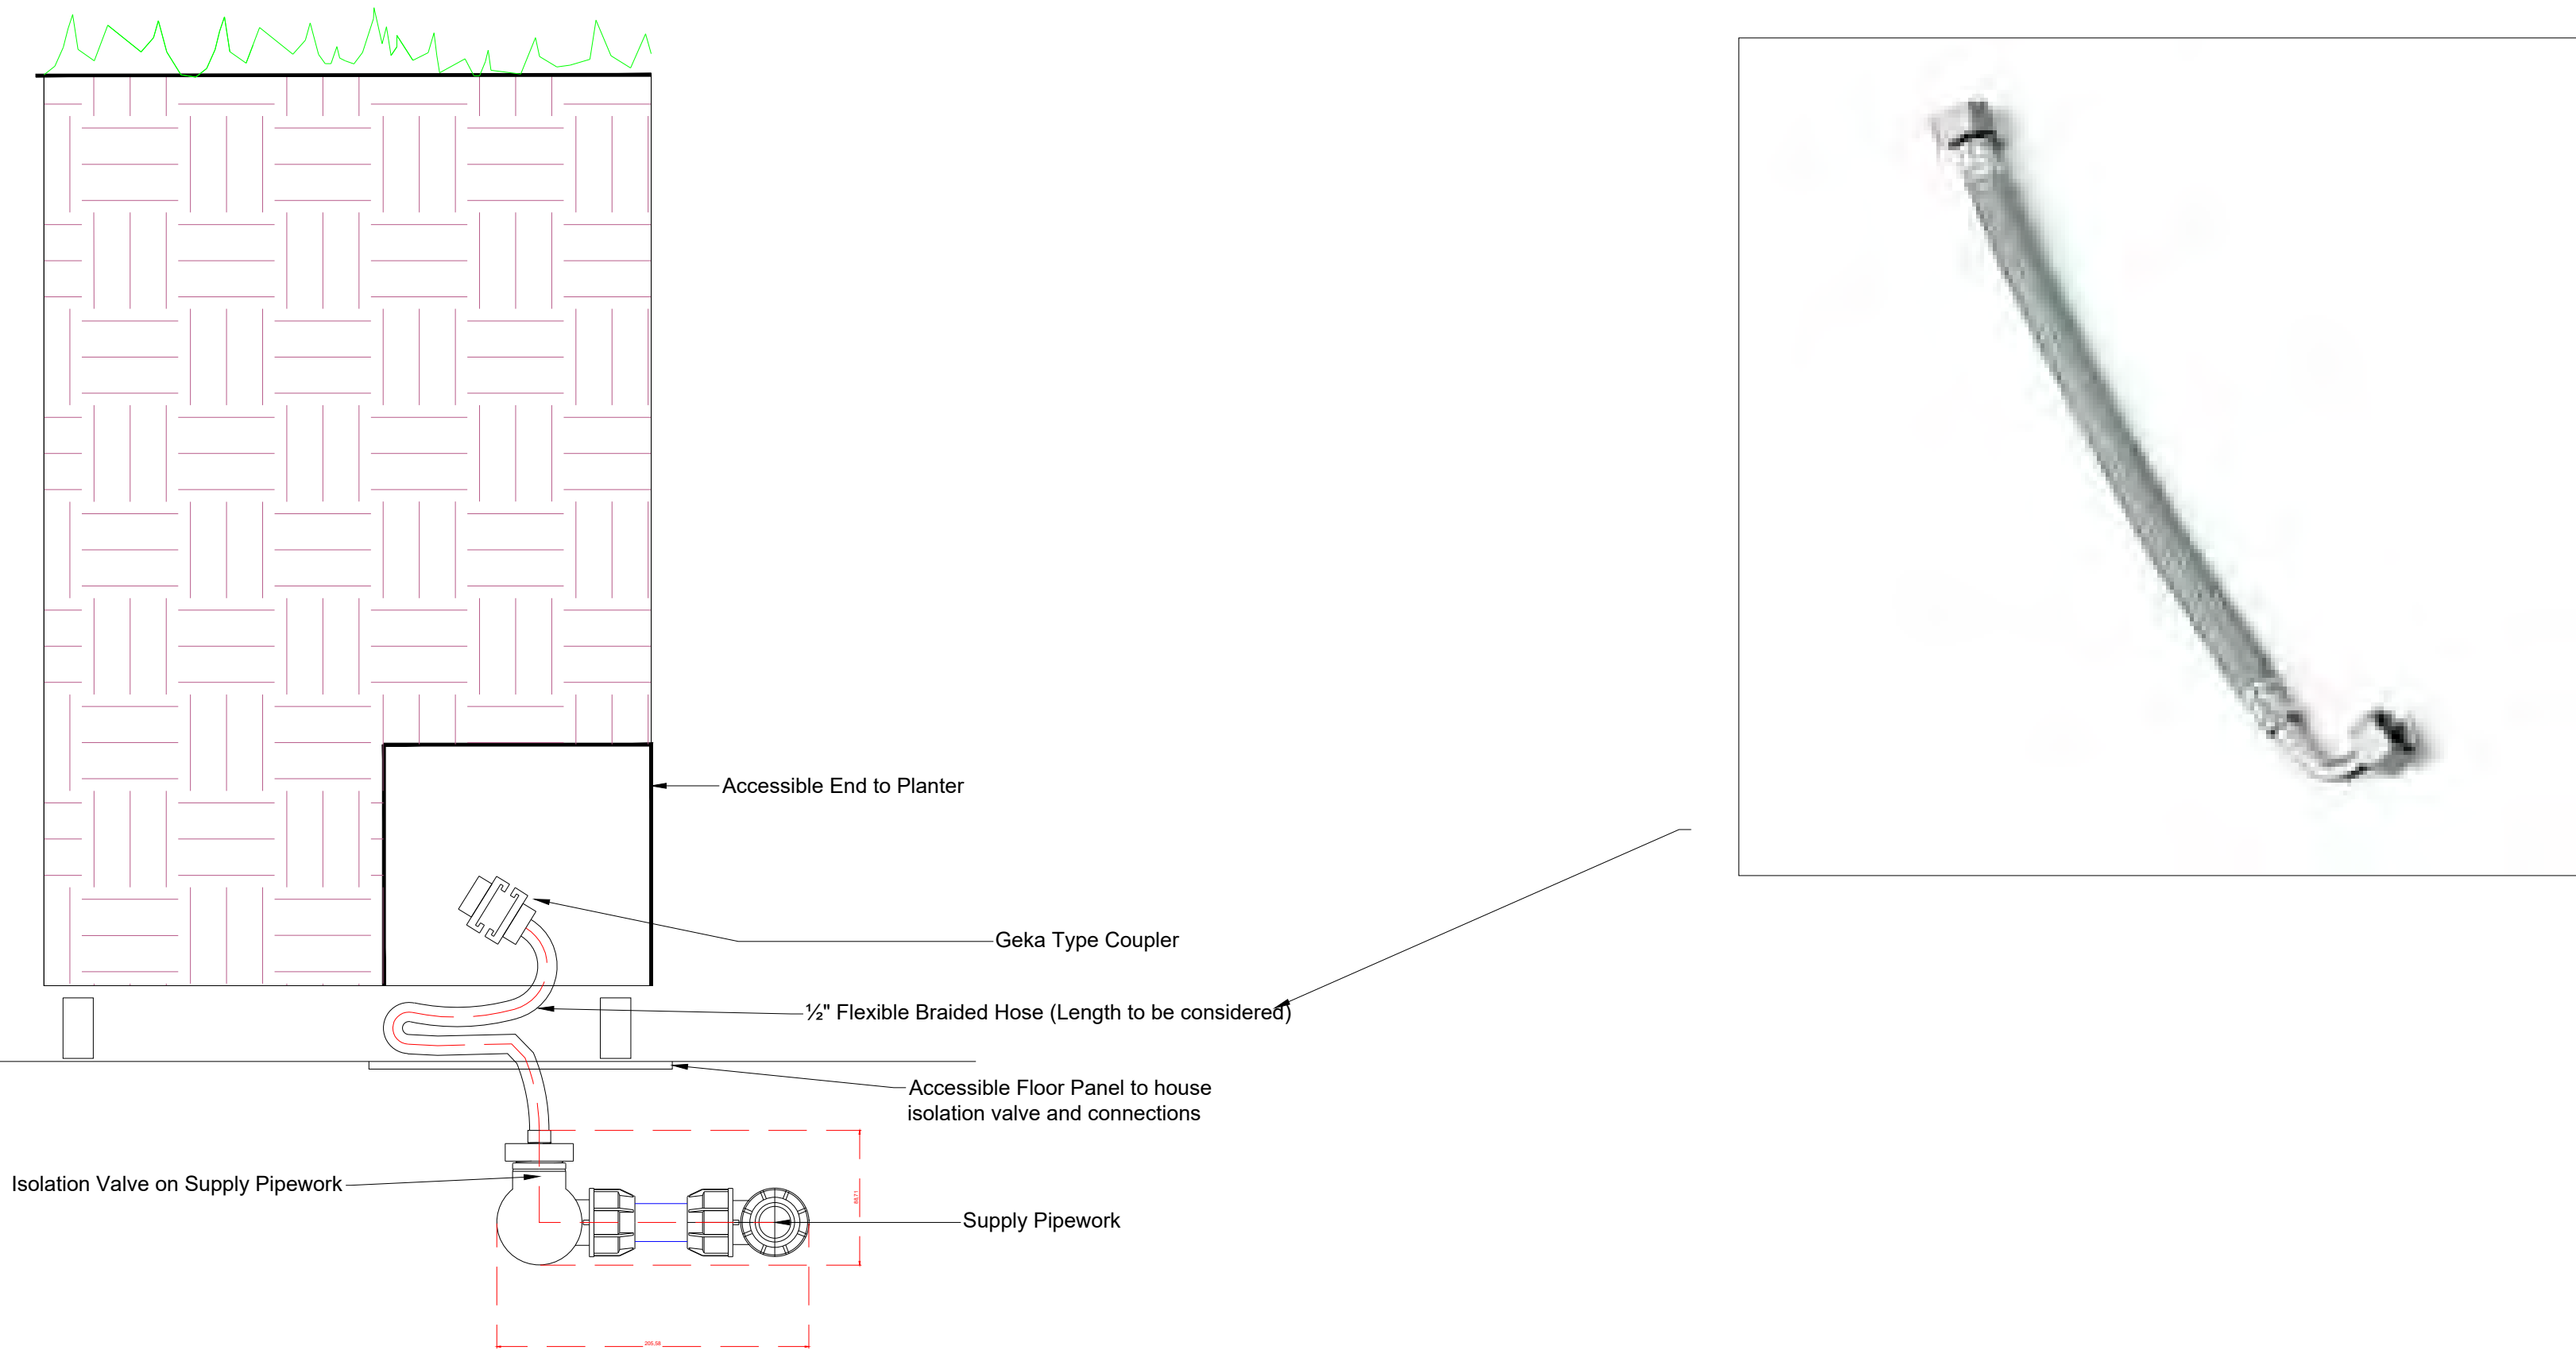 Accessible End to Planter
Geka Type Coupler
½" Flexible Braided Hose (Length to be considered)
Accessible Floor Panel to house
isolation valve and connections
Isolation Valve on Supply Pipework
Supply Pipework